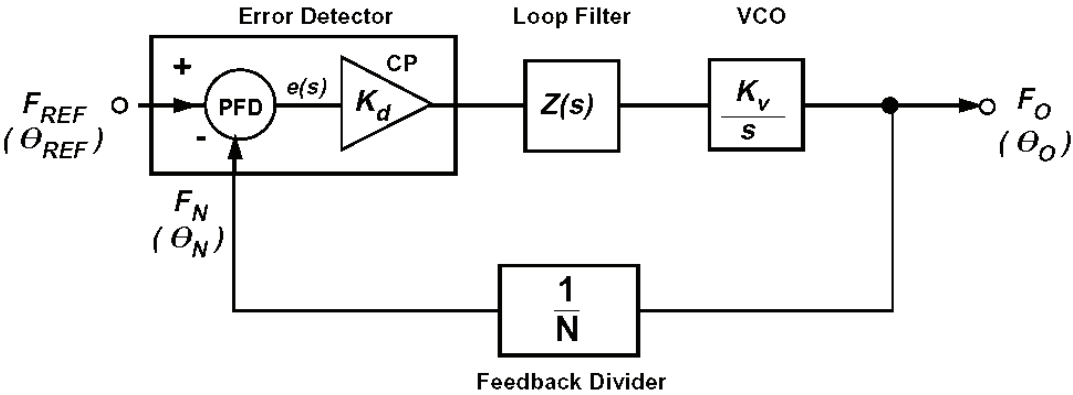 Error Detector
Loop Filter
VCO
+
CP
PFD
e(s)
K_d
Z(s)
K_v
s
F_REF
(θ_REF)
-
F_O
(θ_O)
F_N
(θ_N)
1
N
Feedback Divider